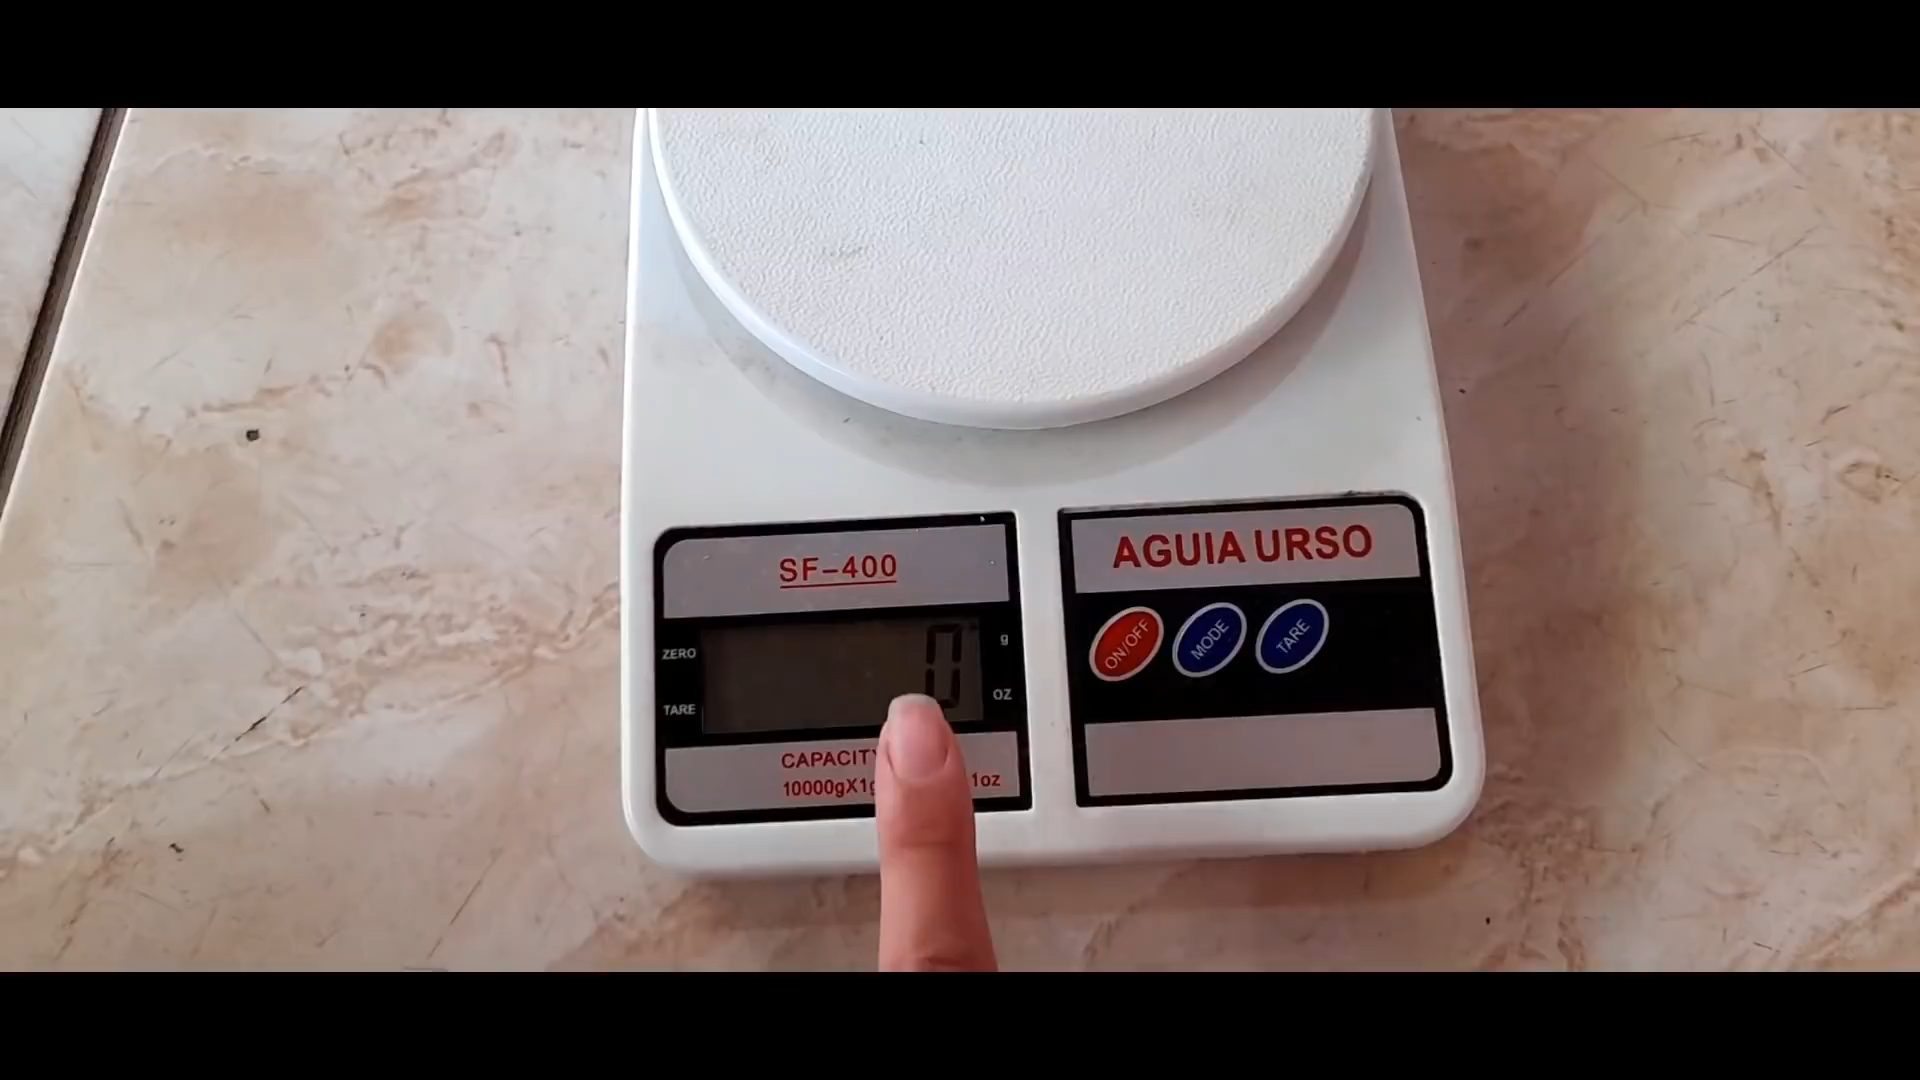 SF-400
ZERO
TARE
0
g
OZ
CAPACITY
10000gX1g
1oz
AGUIA URSO
ON/OFF
MODE
TARE